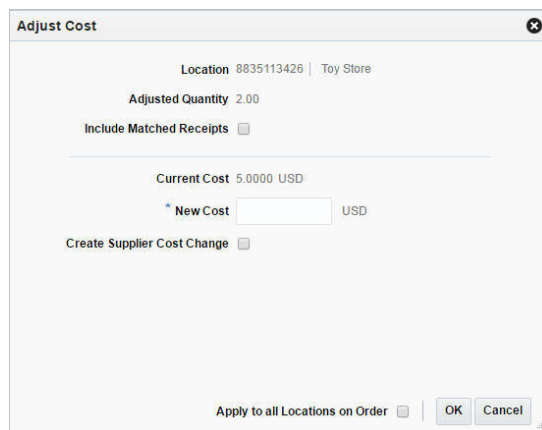 Adjust Cost
Location 8835113426 | Toy Store
Adjusted Quantity 2.00
Include Matched Receipts
Current Cost 5.0000 USD
* New Cost USD
Create Supplier Cost Change
Apply to all Locations on Order OK Cancel